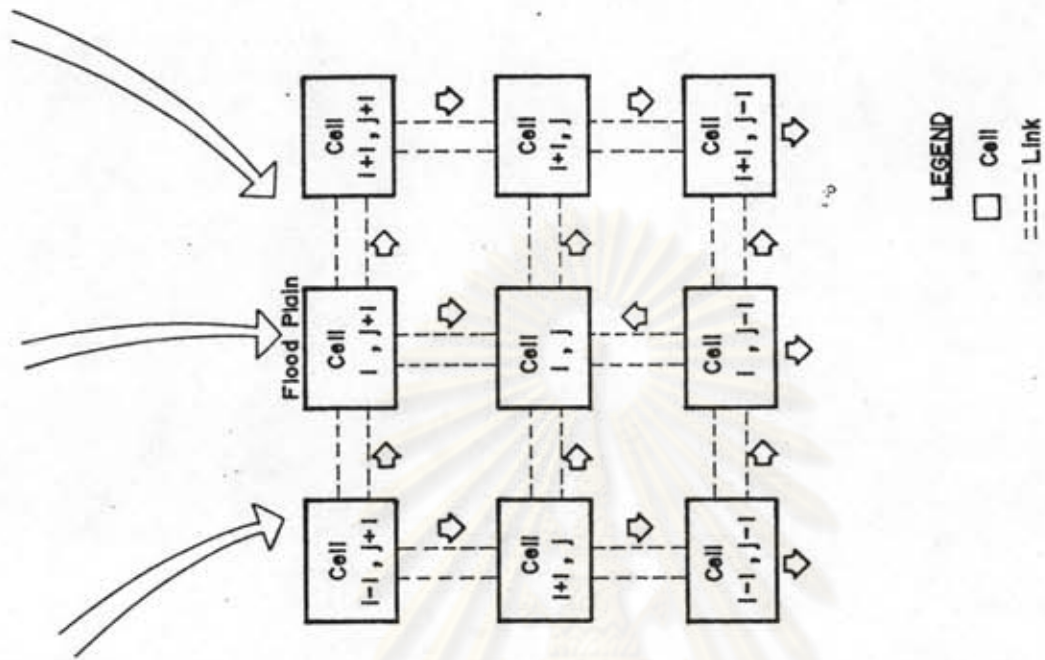 Flood Plain
Cell
I-1, j+1
Cell
I, j+1
Cell
I+1, j+1
Cell
I+1, j
Cell
I, j
Cell
I+1, j
Cell
I-1, j-1
Cell
I, j-1
Cell
I+1, j-1
LEGEND
Cell
Link